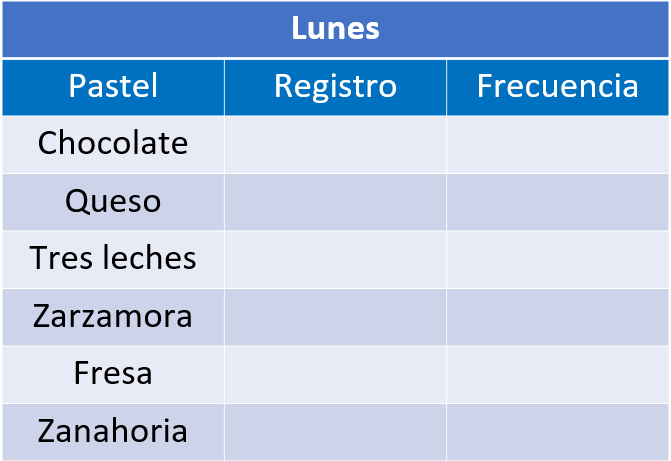 Lunes
Pastel Registro Frecuencia
Chocolate
Queso
Tres leches
Zarzamora
Fresa
Zanahoria